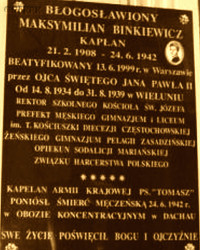 BŁOGOSŁAWIONY
MAKSYMILIAN BINKIEWICZ
KAPŁAN
21.2.1908 - 24.6.1942
BEATYFIKOWANY 13.6.1999 r. w Warszawie
przez OJCA ŚWIĘTEGO JANA PAWŁA II
Od 14.8.1934 do 31.8.1939 w WIELUNIU
REKTOR SZKOLNEGO KOŚCIOŁA ŚW. JÓZEFA
PREFEKT MĘSKIEGO GIMNAZJUM I LICEUM
im. T. KOŚCIUSZKI DIECEZJI CZĘSTOCHOWSKIEJ
ŻEŃSKIEGO GIMNAZJUM PELAGII ZASADZIŃSKIEJ
OPIEKUN SODALICJI MARIAŃSKIEJ
ZWIĄZKU HARCERSTWA POLSKIEGO
* * * * *
KAPELAN ARMII KRAJOWEJ PS. "TOMASZ"
PONIÓSŁ ŚMIERĆ MĘCZEŃSKĄ 24.6.1942 r.
w OBOZIE KONCENTRACYJNYM w DACHAU
SWE ŻYCIE POŚWIĘCIŁ BOGU I OJCZYŹNIE